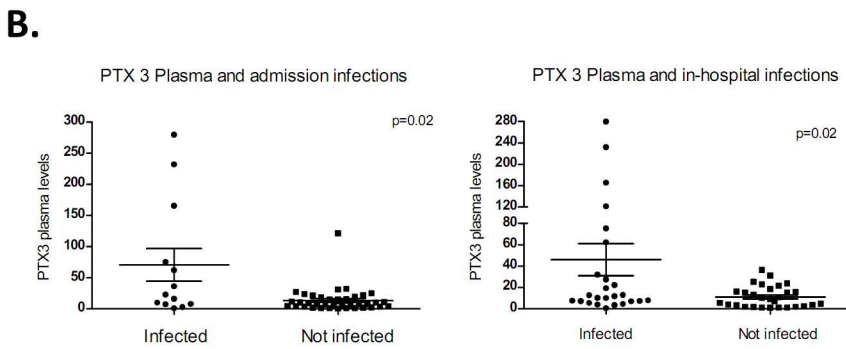 B.
PTX 3 Plasma and admission infections
p=0.02
PTX3 plasma levels
300
250
200
150
100
50
0
Infected
Not infected
PTX 3 Plasma and in-hospital infections
p=0.02
PTX3 plasma levels
280
240
200
160
120
80
60
40
20
0
Infected
Not infected